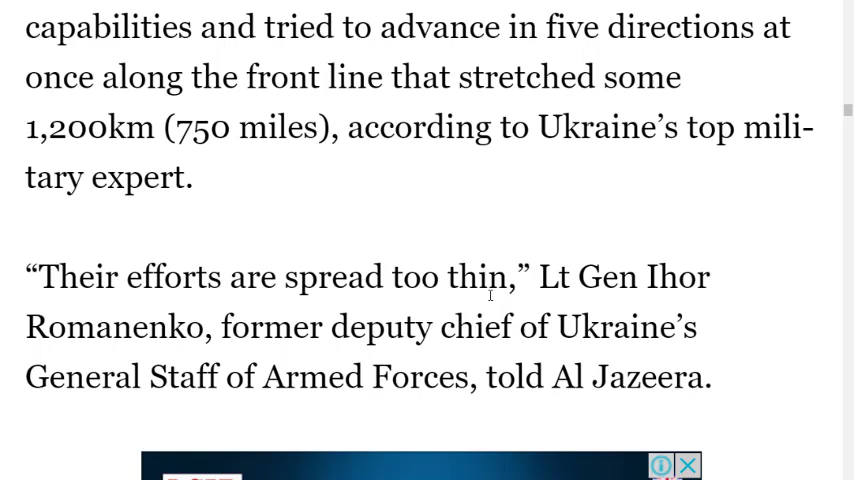 capabilities and tried to advance in five directions at
once along the front line that stretched some
1,200km (750 miles), according to Ukraine’s top mili-
tary expert.
“Their efforts are spread too thin,” Lt Gen Ihor
Romanenko, former deputy chief of Ukraine’s
General Staff of Armed Forces, told Al Jazeera.